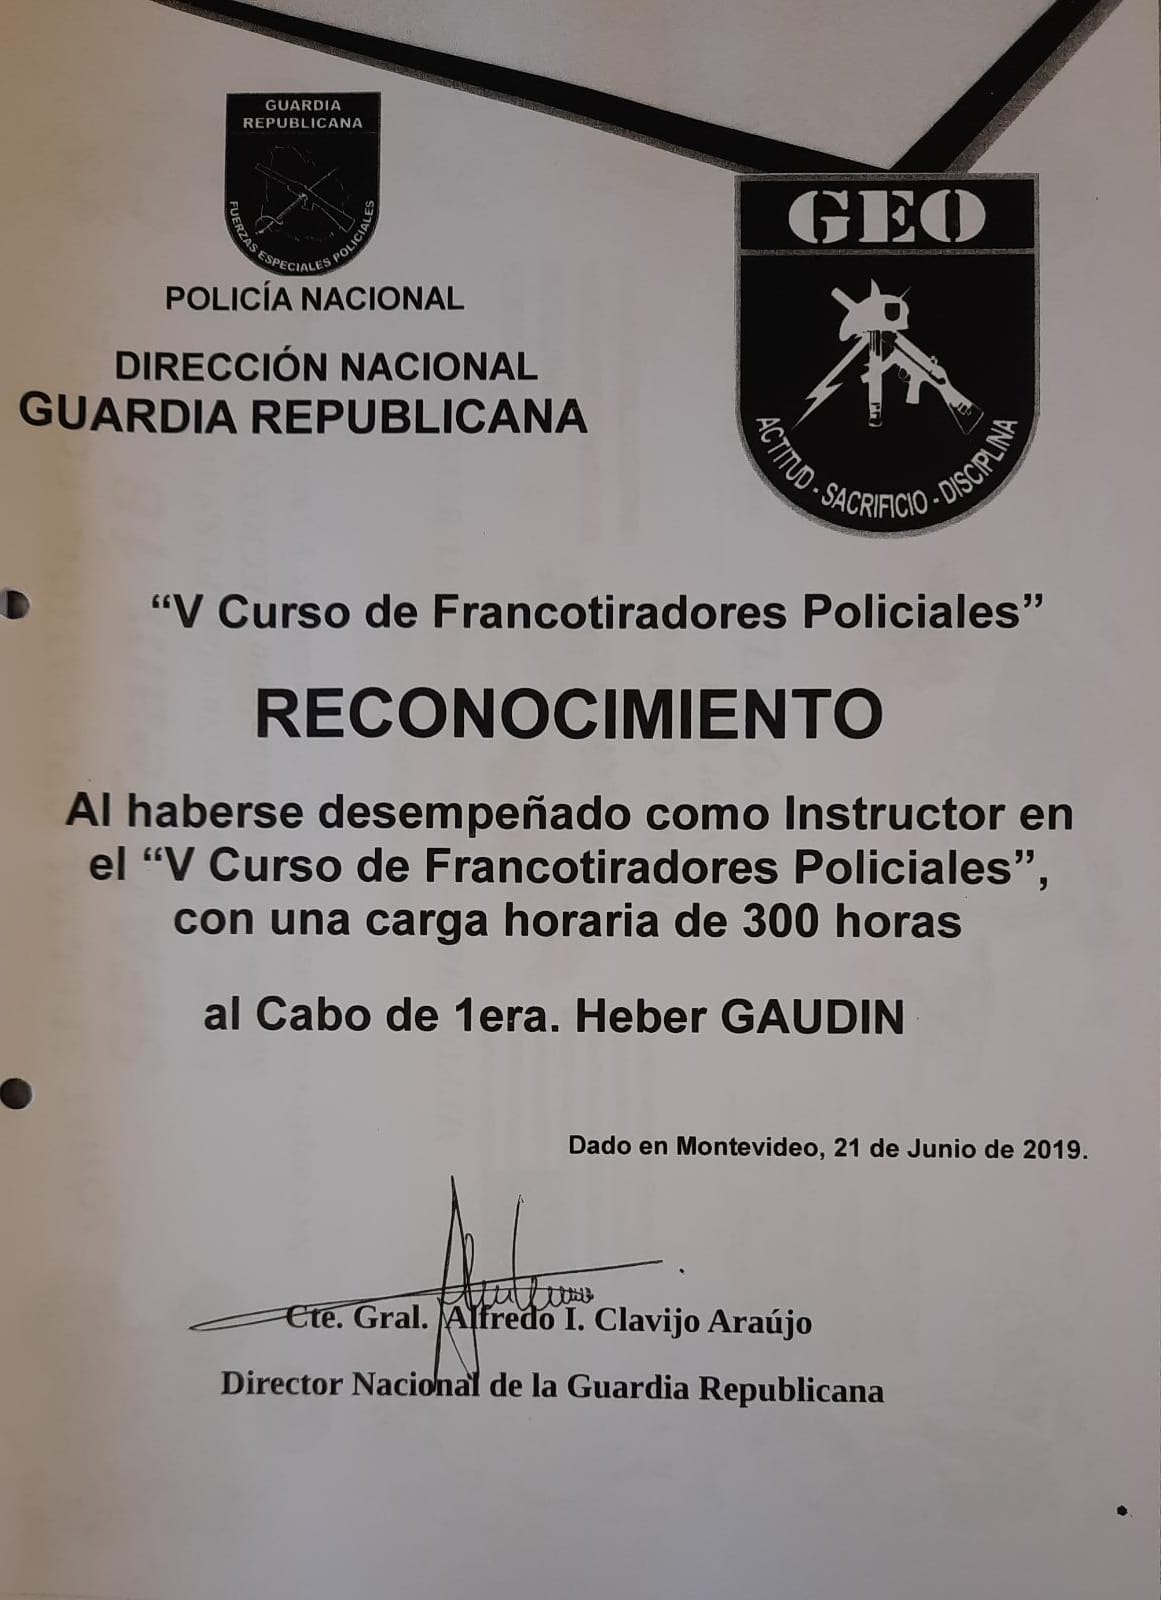 GUARDIA
REPUBLICANA
FUERZAS ESPECIALES POLICIALES
POLICÍA NACIONAL
DIRECCIÓN NACIONAL
GUARDIA REPUBLICANA
GEO
ACTITUD - SACRIFICIO - DISCIPLINA
“V Curso de Francotiradores Policiales”
RECONOCIMIENTO
Al haberse desempeñado como Instructor en
el “V Curso de Francotiradores Policiales”,
con una carga horaria de 300 horas
al Cabo de 1era. Heber GAUDIN
Dado en Montevideo, 21 de Junio de 2019.
Cte. Gral. Alfredo I. Clavijo Araújo
Director Nacional de la Guardia Republicana